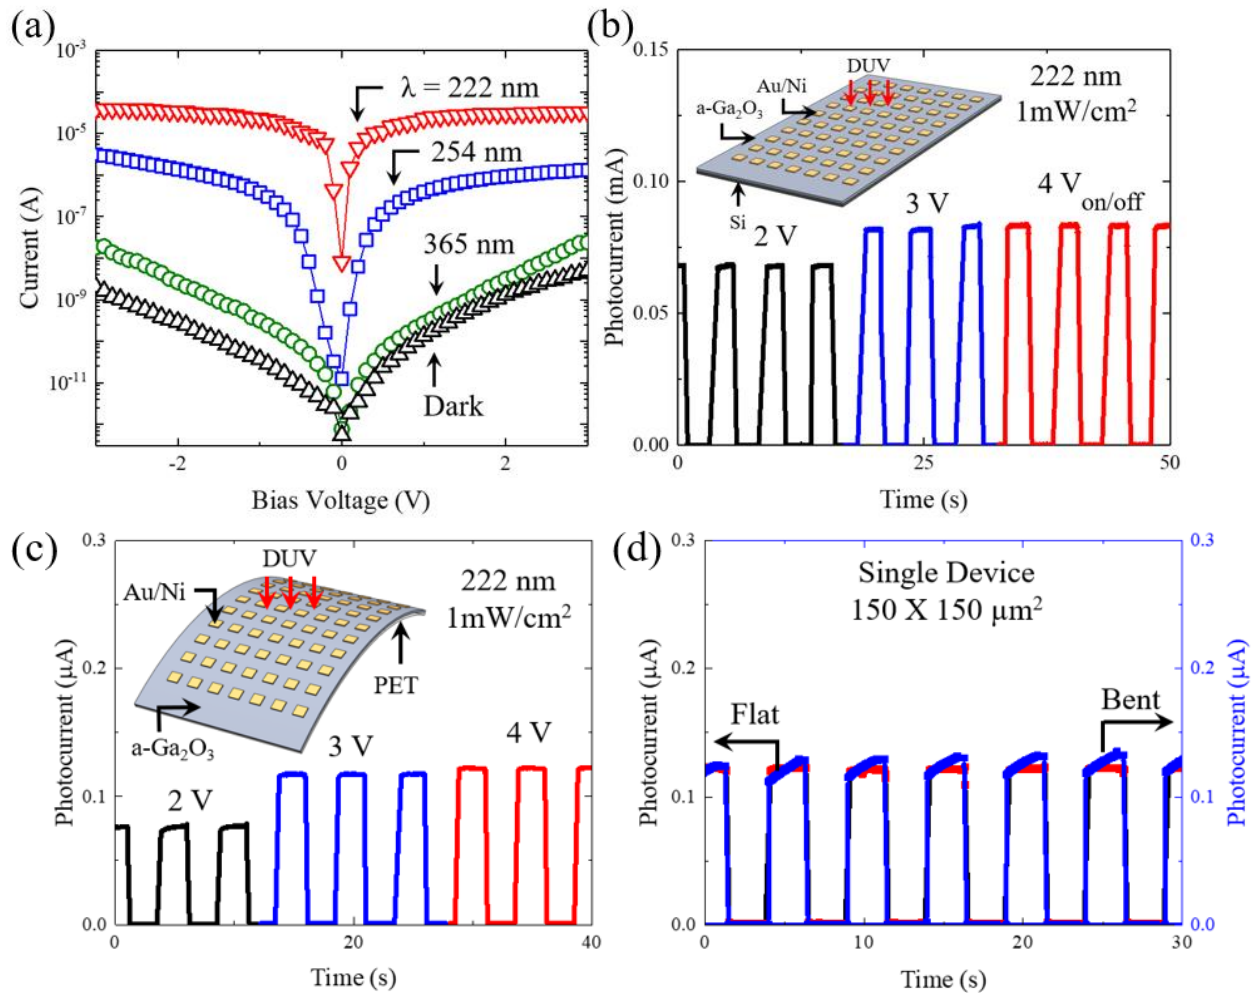 (a)
10⁻³
10⁻⁵
10⁻⁷
10⁻⁹
10⁻¹¹
Current (A)
λ = 222 nm
254 nm
365 nm
Dark
-2
0
2
Bias Voltage (V)
(b)
0.15
0.10
0.05
0.00
Photocurrent (mA)
DUV
Au/Ni
a-Ga₂O₃
Si
222 nm
1mW/cm²
2 V
3 V
4 V on/off
0
25
50
Time (s)
(c)
0.3
0.2
0.1
0.0
Photocurrent (μA)
DUV
Au/Ni
PET
a-Ga₂O₃
222 nm
1mW/cm²
2 V
3 V
4 V
0
20
40
Time (s)
(d)
0.3
0.2
0.1
0.0
Photocurrent (μA)
Single Device
150 X 150 μm²
Flat
Bent
0
10
20
30
Time (s)
0.3
0.2
0.1
0.0
Photocurrent (μA)